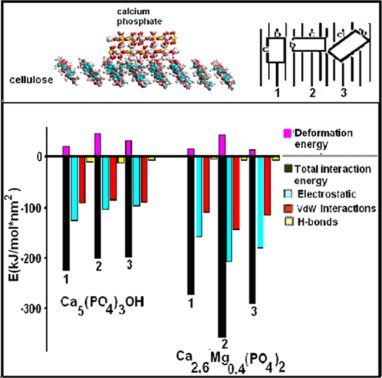 calcium
phosphate
cellulose
1 2 3
Deformation
energy
0
Total interaction
energy
Electrostatic
VdW Interactions
H-bonds
E(kJ/mol*nm²)
-100
-200
-300
1 2 3
Ca₅(PO₄)₃OH
1 2 3
Ca₂.₆Mg₀.₄(PO₄)₂